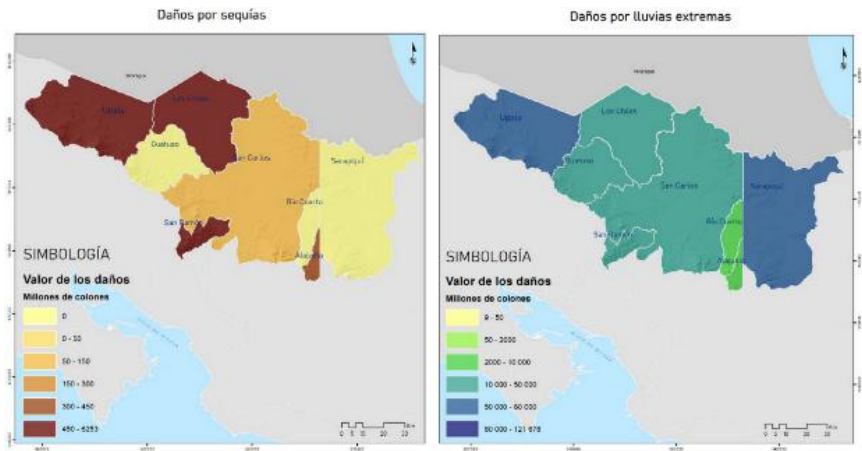 Daños por sequías
Upala
Los Chiles
Guatuso
San Carlos
Sarapiquí
Río Cuarto
San Ramón
Alajuela
SIMBOLOGÍA
Valor de los daños
Millones de colones
0
0 - 50
50 - 150
150 - 300
300 - 450
450 - 5253
Daños por lluvias extremas
Upala
Los Chiles
Guatuso
San Carlos
Sarapiquí
Río Cuarto
San Ramón
Alajuela
SIMBOLOGÍA
Valor de los daños
Millones de colones
9 - 50
50 - 2000
2000 - 10 000
10 000 - 50 000
50 000 - 60 000
60 000 - 121 678